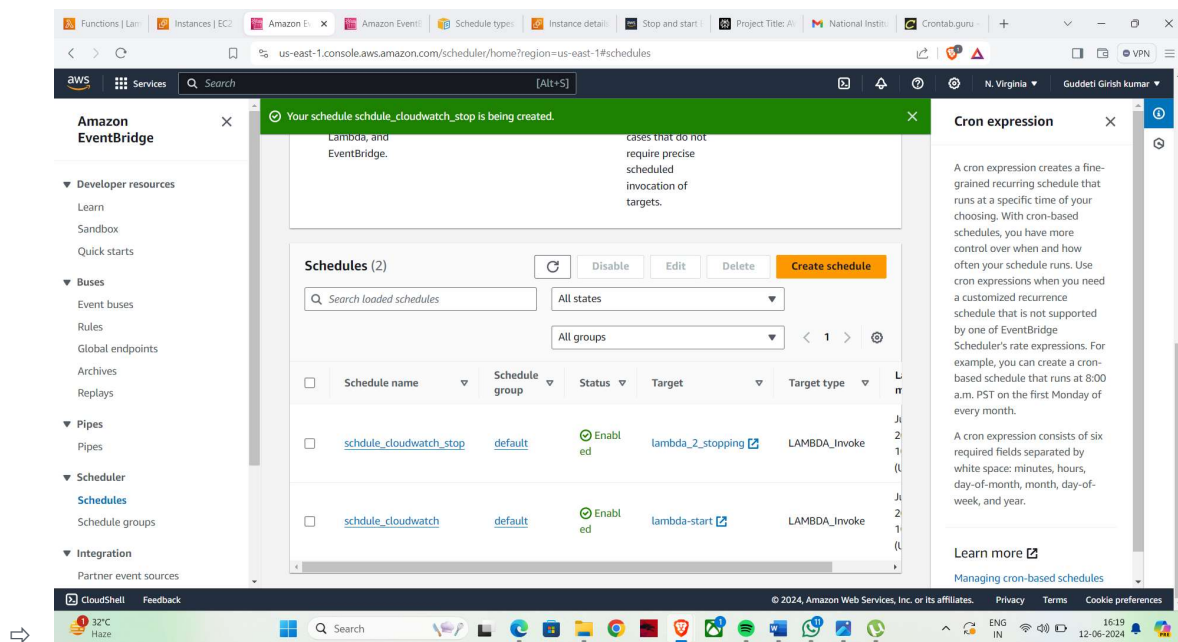 Functions | Lam
Instances | EC2
Amazon Ev
Amazon EventB
Schedule types
Instance details
Stop and start
Project Title: AW
National Institu
Crontab.guru -
us-east-1.console.aws.amazon.com/scheduler/home?region=us-east-1#schedules
VPN
aws
Services
Search
[Alt+S]
N. Virginia
Guddeti Girish kumar
Amazon
EventBridge
Developer resources
Learn
Sandbox
Quick starts
Buses
Event buses
Rules
Global endpoints
Archives
Replays
Pipes
Pipes
Scheduler
Schedules
Schedule groups
Integration
Partner event sources
Your schedule schdule_cloudwatch_stop is being created.
Lambda, and
EventBridge.
cases that do not
require precise
scheduled
invocation of
targets.
Schedules (2)
Disable
Edit
Delete
Create schedule
Search loaded schedules
All states
All groups
1
Schedule name
Schedule
group
Status
Target
Target type
schdule_cloudwatch_stop
default
Enabl
ed
lambda_2_stopping
LAMBDA_Invoke
schdule_cloudwatch
default
Enabl
ed
lambda-start
LAMBDA_Invoke
Cron expression
A cron expression creates a fine-
grained recurring schedule that
runs at a specific time of your
choosing. With cron-based
schedules, you have more
control over when and how
often your schedule runs. Use
cron expressions when you need
a customized recurrence
schedule that is not supported
by one of EventBridge
Scheduler's rate expressions. For
example, you can create a cron-
based schedule that runs at 8:00
a.m. PST on the first Monday of
every month.
A cron expression consists of six
required fields separated by
white space: minutes, hours,
day-of-month, month, day-of-
week, and year.
Learn more
Managing cron-based schedules
CloudShell
Feedback
© 2024, Amazon Web Services, Inc. or its affiliates.
Privacy
Terms
Cookie preferences
32°C
Haze
Search
ENG
IN
16:19
12-06-2024